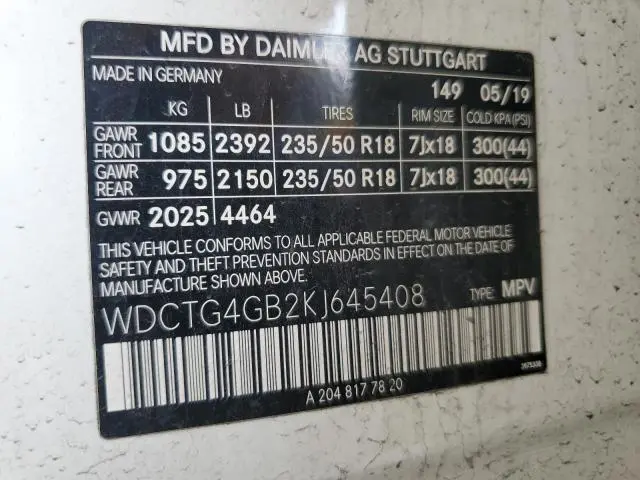 MFD BY DAIMLER AG STUTTGART
MADE IN GERMANY 149 05/19
KG LB TIRES RIM SIZE COLD KPA(PSI)
GAWR FRONT 1085 2392 235/50 R18 7Jx18 300(44)
GAWR REAR 975 2150 235/50 R18 7Jx18 300(44)
GVWR 2025 4464
THIS VEHICLE CONFORMS TO ALL APPLICABLE FEDERAL MOTOR VEHICLE
SAFETY AND THEFT PREVENTION STANDARDS IN EFFECT ON THE DATE OF
MANUFACTURE SHOWN ABOVE.
WDCTG4GB2KJ645408 TYPE: MPV
A 204 817 78 20